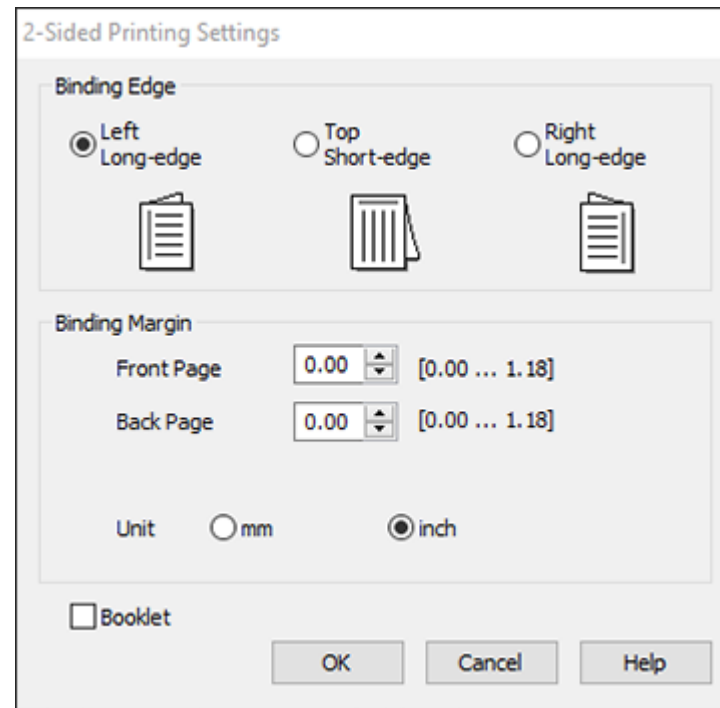 2-Sided Printing Settings
Binding Edge
Left Top Right
Long-edge Short-edge Long-edge
Binding Margin
Front Page 0.00 [0.00 ... 1.18]
Back Page 0.00 [0.00 ... 1.18]
Unit mm inch
Booklet
OK Cancel Help